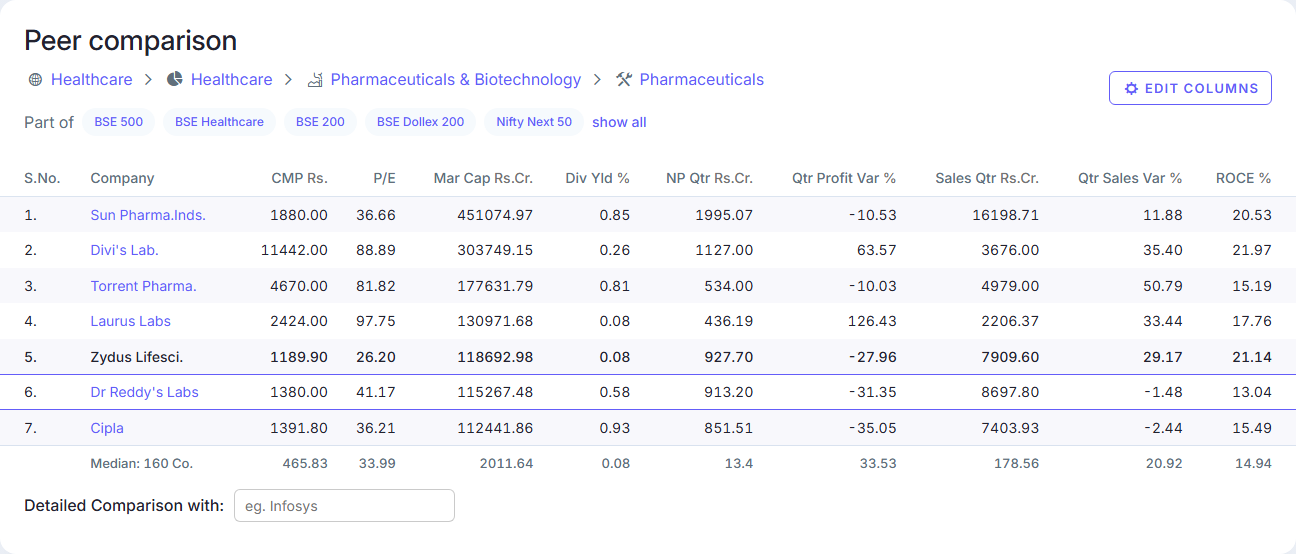 Peer comparison
Healthcare > Healthcare > Pharmaceuticals & Biotechnology > Pharmaceuticals
EDIT COLUMNS
Part of BSE 500 BSE Healthcare BSE 200 BSE Dollex 200 Nifty Next 50 show all
S.No. Company CMP Rs. P/E Mar Cap Rs.Cr. Div Yld % NP Qtr Rs.Cr. Qtr Profit Var % Sales Qtr Rs.Cr. Qtr Sales Var % ROCE %
1. Sun Pharma.Inds. 1880.00 36.66 451074.97 0.85 1995.07 -10.53 16198.71 11.88 20.53
2. Divi's Lab. 11442.00 88.89 303749.15 0.26 1127.00 63.57 3676.00 35.40 21.97
3. Torrent Pharma. 4670.00 81.82 177631.79 0.81 534.00 -10.03 4979.00 50.79 15.19
4. Laurus Labs 2424.00 97.75 130971.68 0.08 436.19 126.43 2206.37 33.44 17.76
5. Zydus Lifesci. 1189.90 26.20 118692.98 0.08 927.70 -27.96 7909.60 29.17 21.14
6. Dr Reddy's Labs 1380.00 41.17 115267.48 0.58 913.20 -31.35 8697.80 -1.48 13.04
7. Cipla 1391.80 36.21 112441.86 0.93 851.51 -35.05 7403.93 -2.44 15.49
Median: 160 Co. 465.83 33.99 2011.64 0.08 13.4 33.53 178.56 20.92 14.94
Detailed Comparison with: eg. Infosys